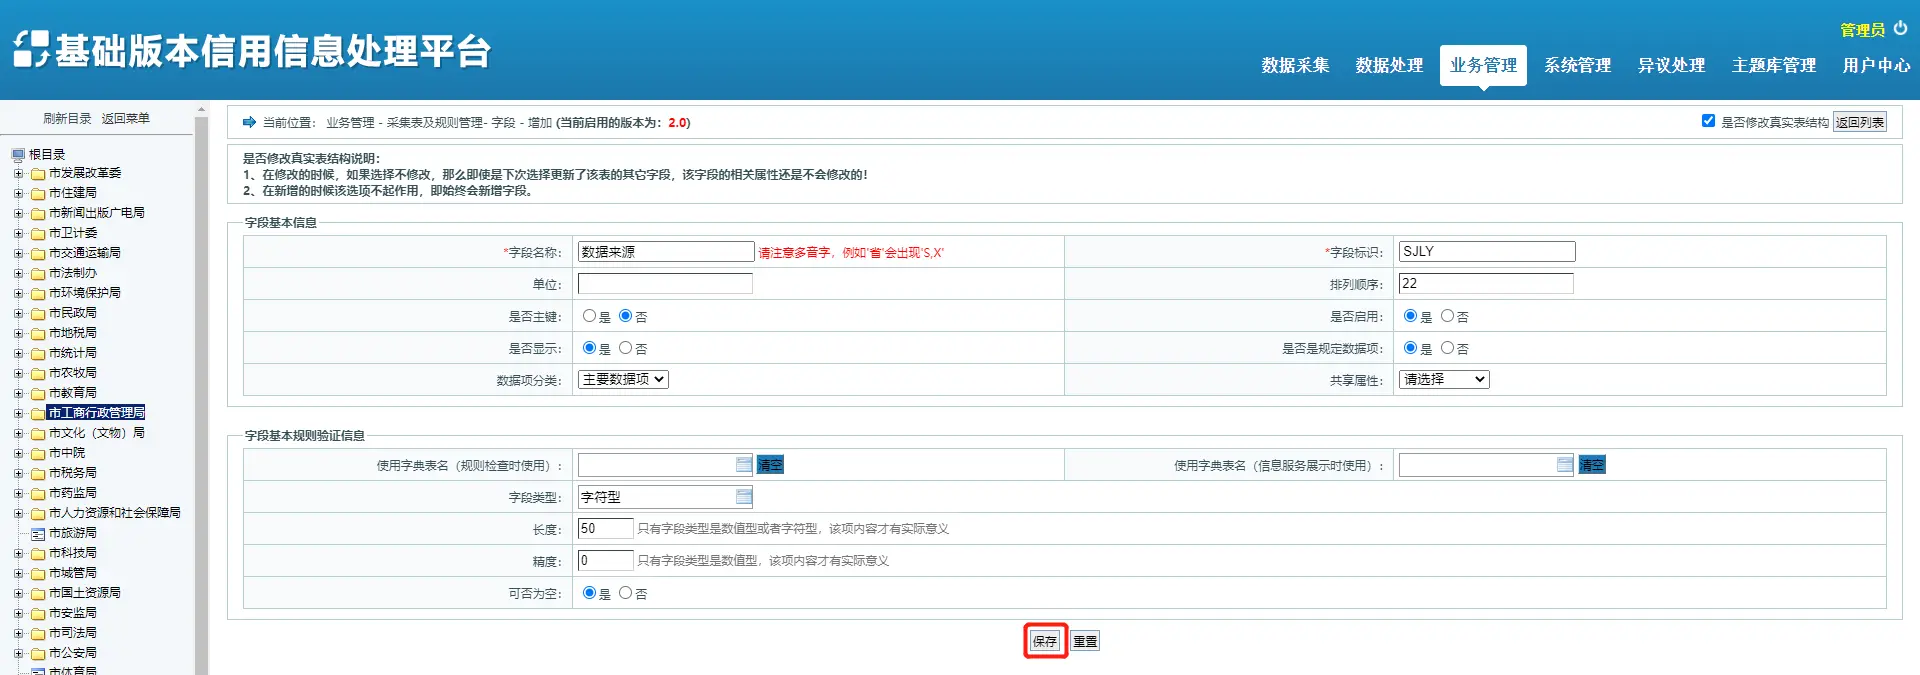 基础版本信用信息处理平台
管理员
数据采集 数据处理 业务管理 系统管理 异议处理 主题库管理 用户中心
刷新目录 返回菜单
根目录
市发展改革委
市住建局
市新闻出版广电局
市卫计委
市交通运输局
市法制办
市环境保护局
市民政局
市地税局
市统计局
市农牧局
市教育局
市工商行政管理局
市文化（文物）局
市中院
市税务局
市药监局
市人力资源和社会保障局
市旅游局
市科技局
市城管局
市国土资源局
市安监局
市司法局
市公安局
市体育局
当前位置： 业务管理 - 采集表及规则管理- 字段 - 增加 (当前启用的版本为：2.0)
是否修改真实表结构 返回列表
是否修改真实表结构说明：
1、在修改的时候，如果选择不修改，那么即使是下次选择更新了该表的其它字段，该字段的相关属性还是不会修改的！
2、在新增的时候该选项不起作用，即始终会新增字段。
字段基本信息
*字段名称： 数据来源 请注意多音字，例如'省'会出现'S,X' *字段标识： SJLY
单位： 排列顺序： 22
是否主键： 是 否 是否启用： 是 否
是否显示： 是 否 是否是规定数据项： 是 否
数据项分类： 主要数据项 共享属性： 请选择
字段基本规则验证信息
使用字典表名（规则检查时使用）： 清空 使用字典表名（信息服务展示时使用）： 清空
字段类型： 字符型
长度： 50 只有字段类型是数值型或者字符型，该项内容才有实际意义
精度： 0 只有字段类型是数值型，该项内容才有实际意义
可否为空： 是 否
保存 重置